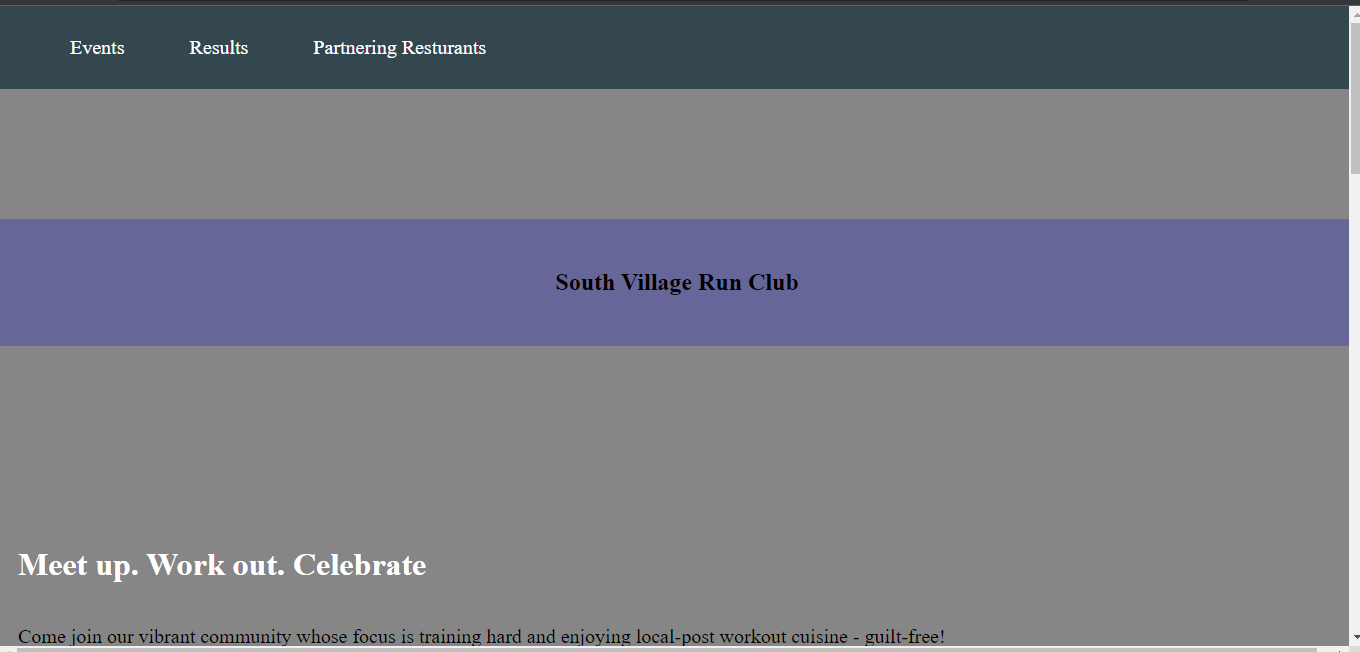 Events Results Partnering Resturants
South Village Run Club
Meet up. Work out. Celebrate
Come join our vibrant community whose focus is training hard and enjoying local-post workout cuisine - guilt-free!